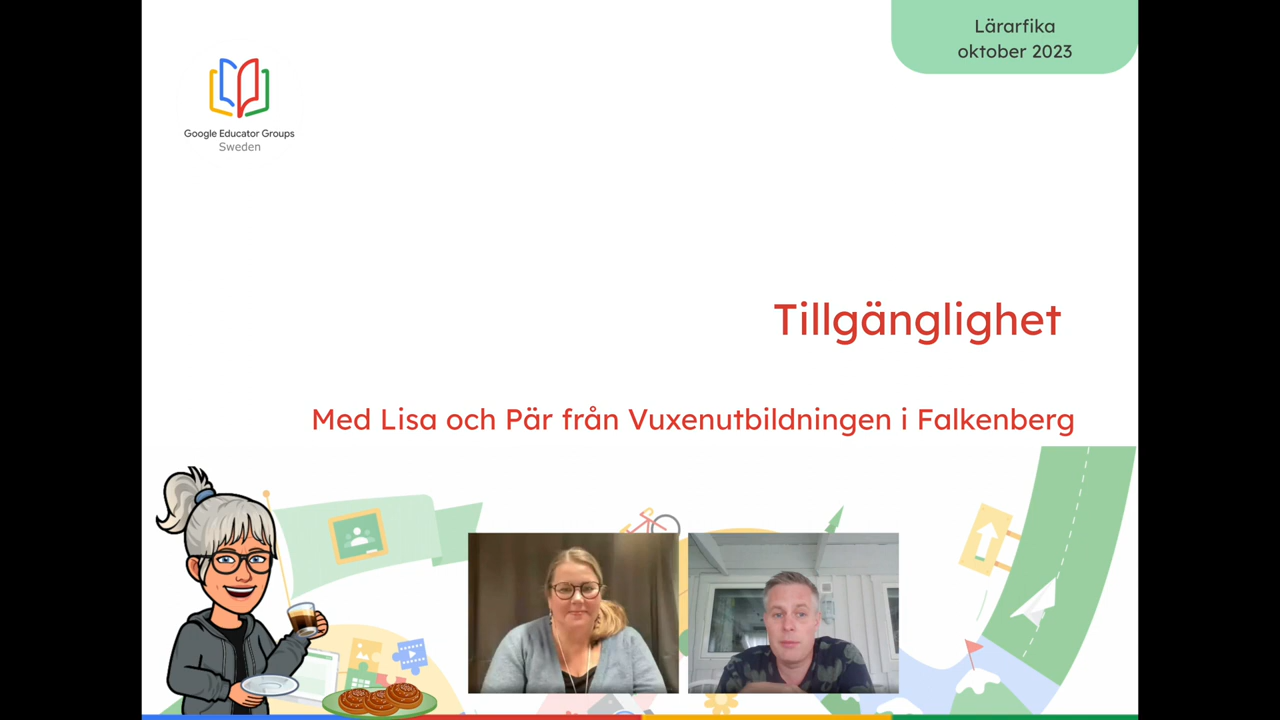 Lärarfika
oktober 2023
Google Educator Groups
Sweden
Tillgänglighet
Med Lisa och Pär från Vuxenutbildningen i Falkenberg